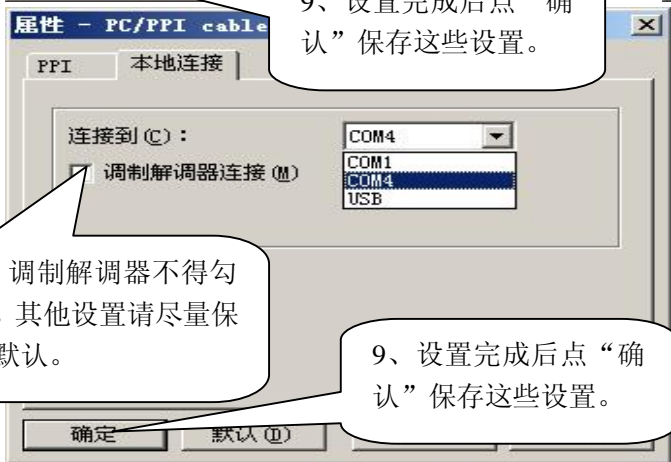 9、设置完成后点“确
认”保存这些设置。
属性 - PC/PPI cable
PPI 本地连接
连接到(C)： COM4
调制解调器连接(M)
COM1
COM4
USB
调制解调器不得勾
其他设置请尽量保
默认。
9、设置完成后点“确
认”保存这些设置。
确定 默认(D)